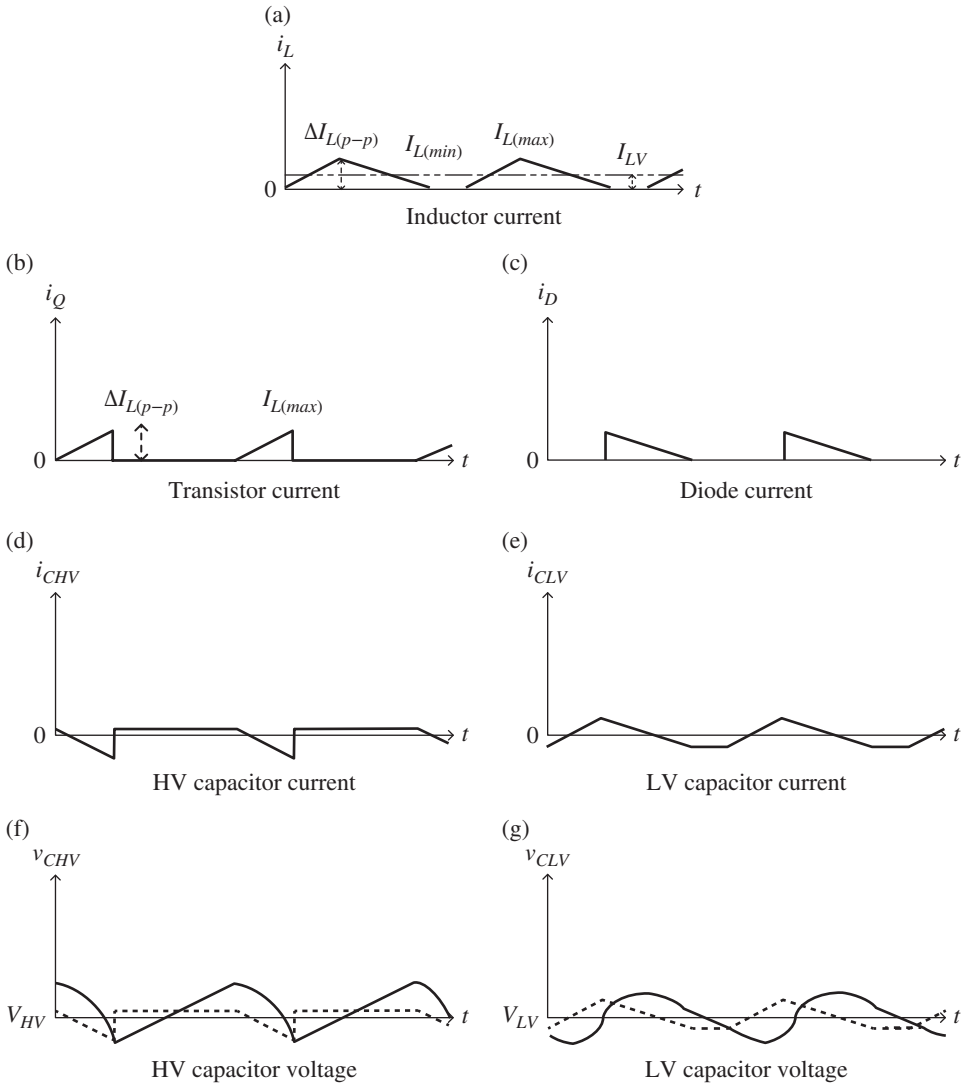 (a)
i_L
ΔI_L(p−p)
I_L(min)
I_L(max)
I_LV
0
t
Inductor current
(b)
i_Q
ΔI_L(p−p)
I_L(max)
0
t
Transistor current
(c)
i_D
0
t
Diode current
(d)
i_CHV
0
t
HV capacitor current
(e)
i_CLV
0
t
LV capacitor current
(f)
v_CHV
V_HV
t
HV capacitor voltage
(g)
v_CLV
V_LV
t
LV capacitor voltage